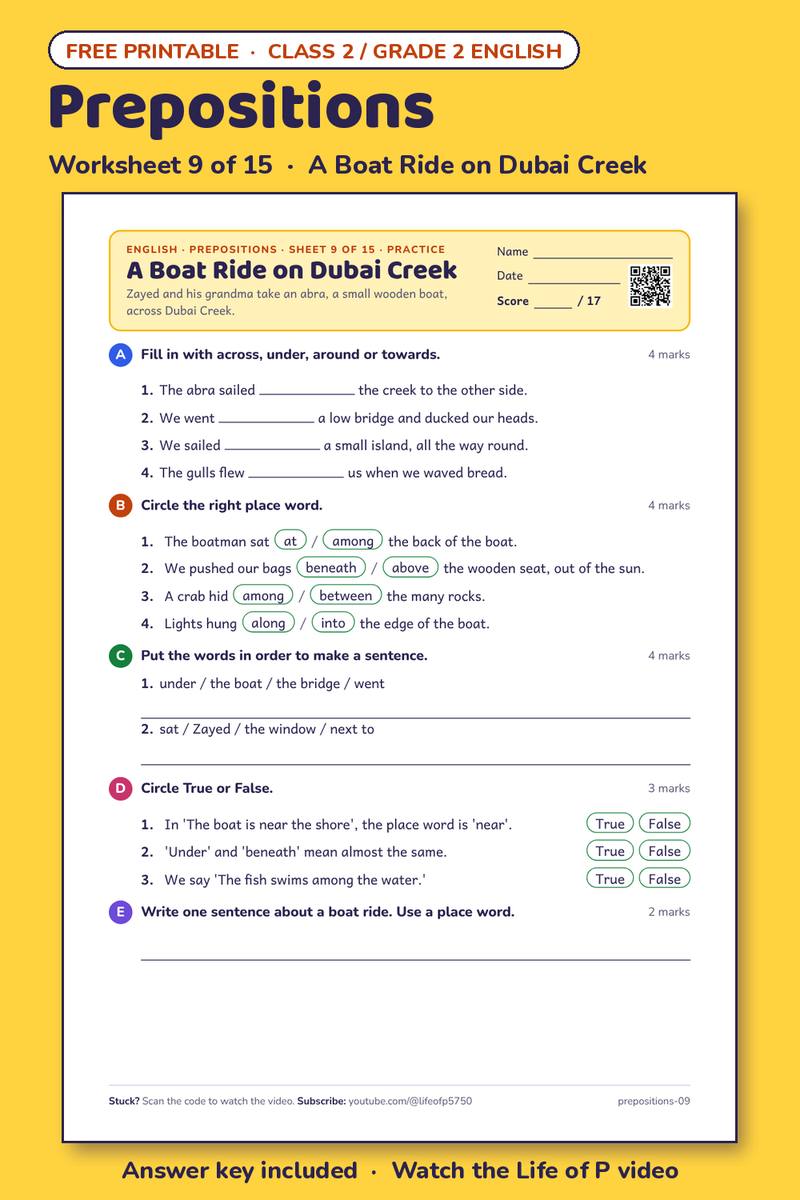 FREE PRINTABLE · CLASS 2 / GRADE 2 ENGLISH
Prepositions
Worksheet 9 of 15 · A Boat Ride on Dubai Creek
ENGLISH · PREPOSITIONS · SHEET 9 OF 15 · PRACTICE
A Boat Ride on Dubai Creek
Zayed and his grandma take an abra, a small wooden boat,
across Dubai Creek.
Name ____________
Date ____________
Score ______ / 17
A Fill in with across, under, around or towards. 4 marks
1. The abra sailed ____________ the creek to the other side.
2. We went ____________ a low bridge and ducked our heads.
3. We sailed ____________ a small island, all the way round.
4. The gulls flew ____________ us when we waved bread.
B Circle the right place word. 4 marks
1. The boatman sat at / among the back of the boat.
2. We pushed our bags beneath / above the wooden seat, out of the sun.
3. A crab hid among / between the many rocks.
4. Lights hung along / into the edge of the boat.
C Put the words in order to make a sentence. 4 marks
1. under / the boat / the bridge / went
2. sat / Zayed / the window / next to
D Circle True or False. 3 marks
1. In 'The boat is near the shore', the place word is 'near'. True False
2. 'Under' and 'beneath' mean almost the same. True False
3. We say 'The fish swims among the water.' True False
E Write one sentence about a boat ride. Use a place word. 2 marks
Stuck? Scan the code to watch the video. Subscribe: youtube.com/@lifeofp5750 prepositions-09
Answer key included · Watch the Life of P video